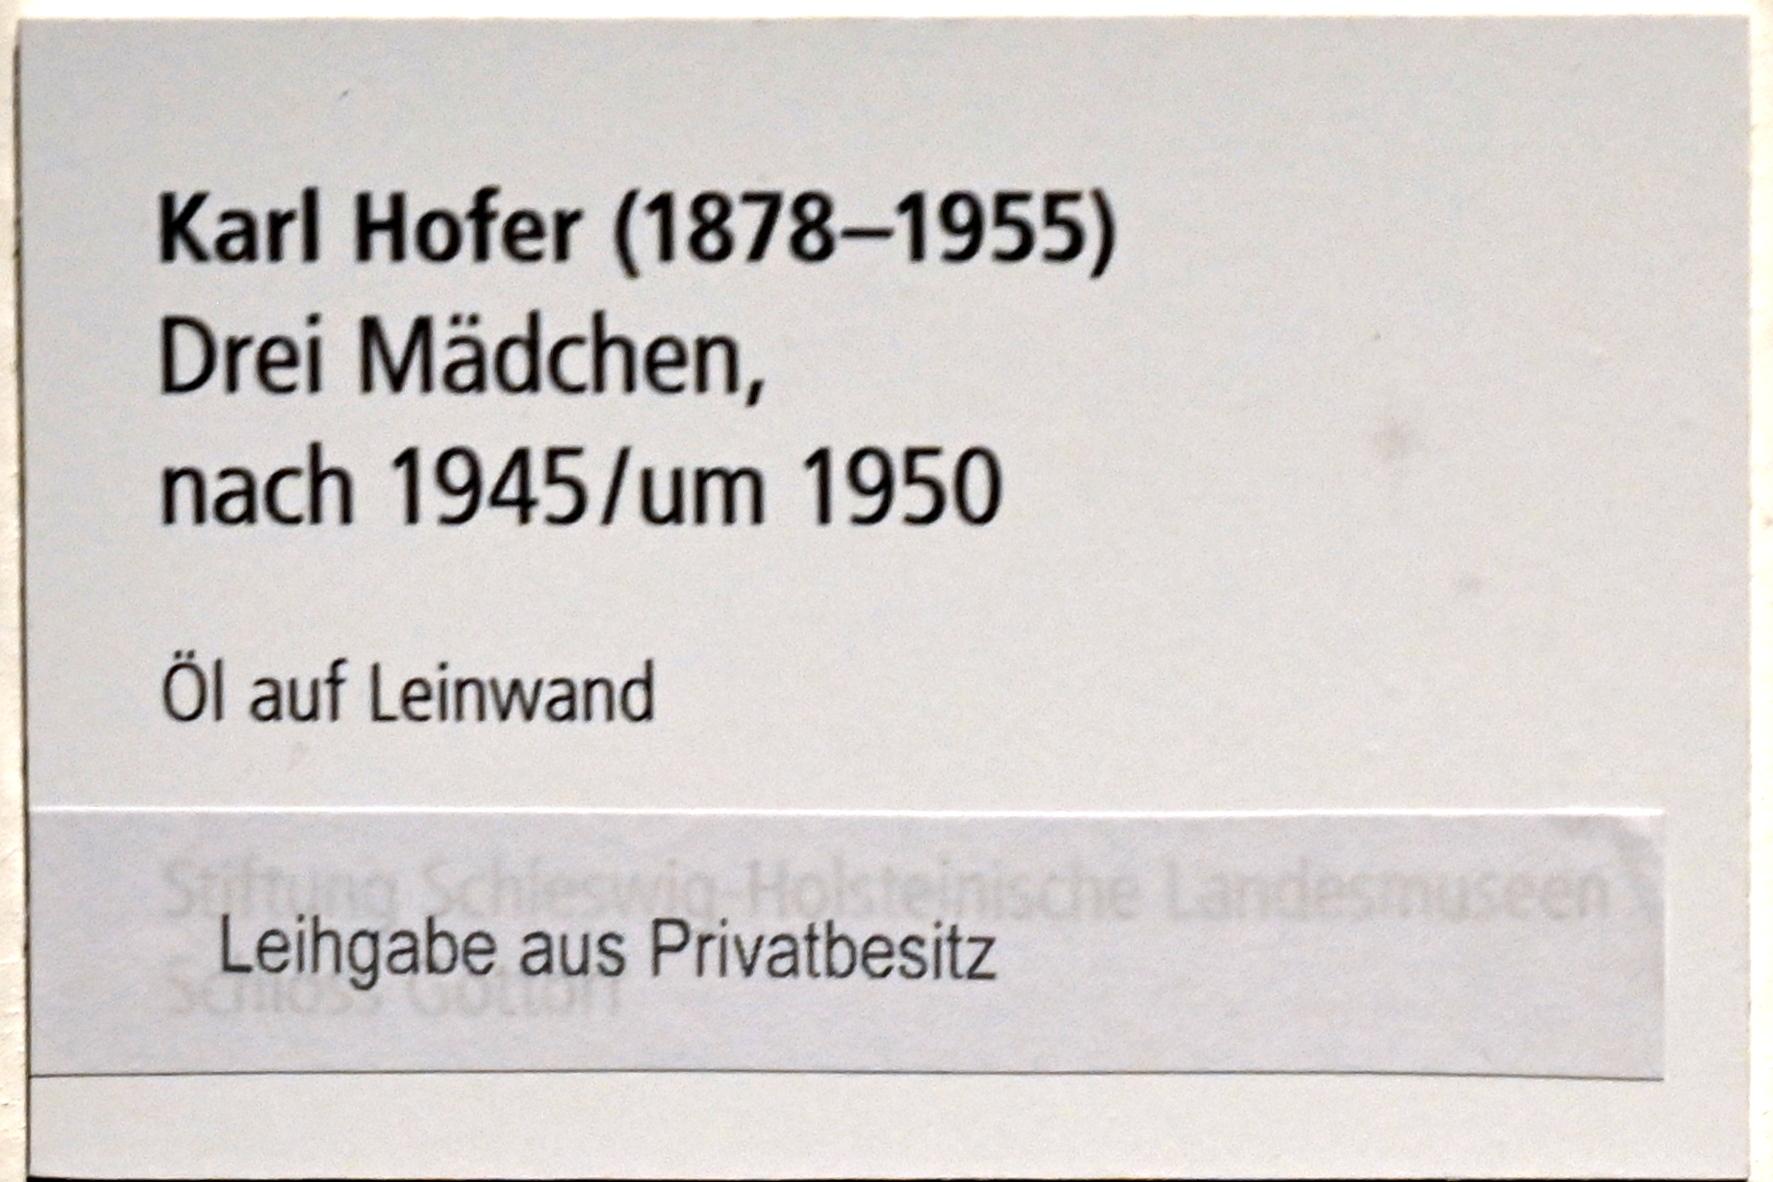 Karl Hofer (1878–1955)
Drei Mädchen,
nach 1945/um 1950
Öl auf Leinwand
Stiftung Schleswig-Holsteinische Landesmuseen
Leihgabe aus Privatbesitz
Schloss Gottorf